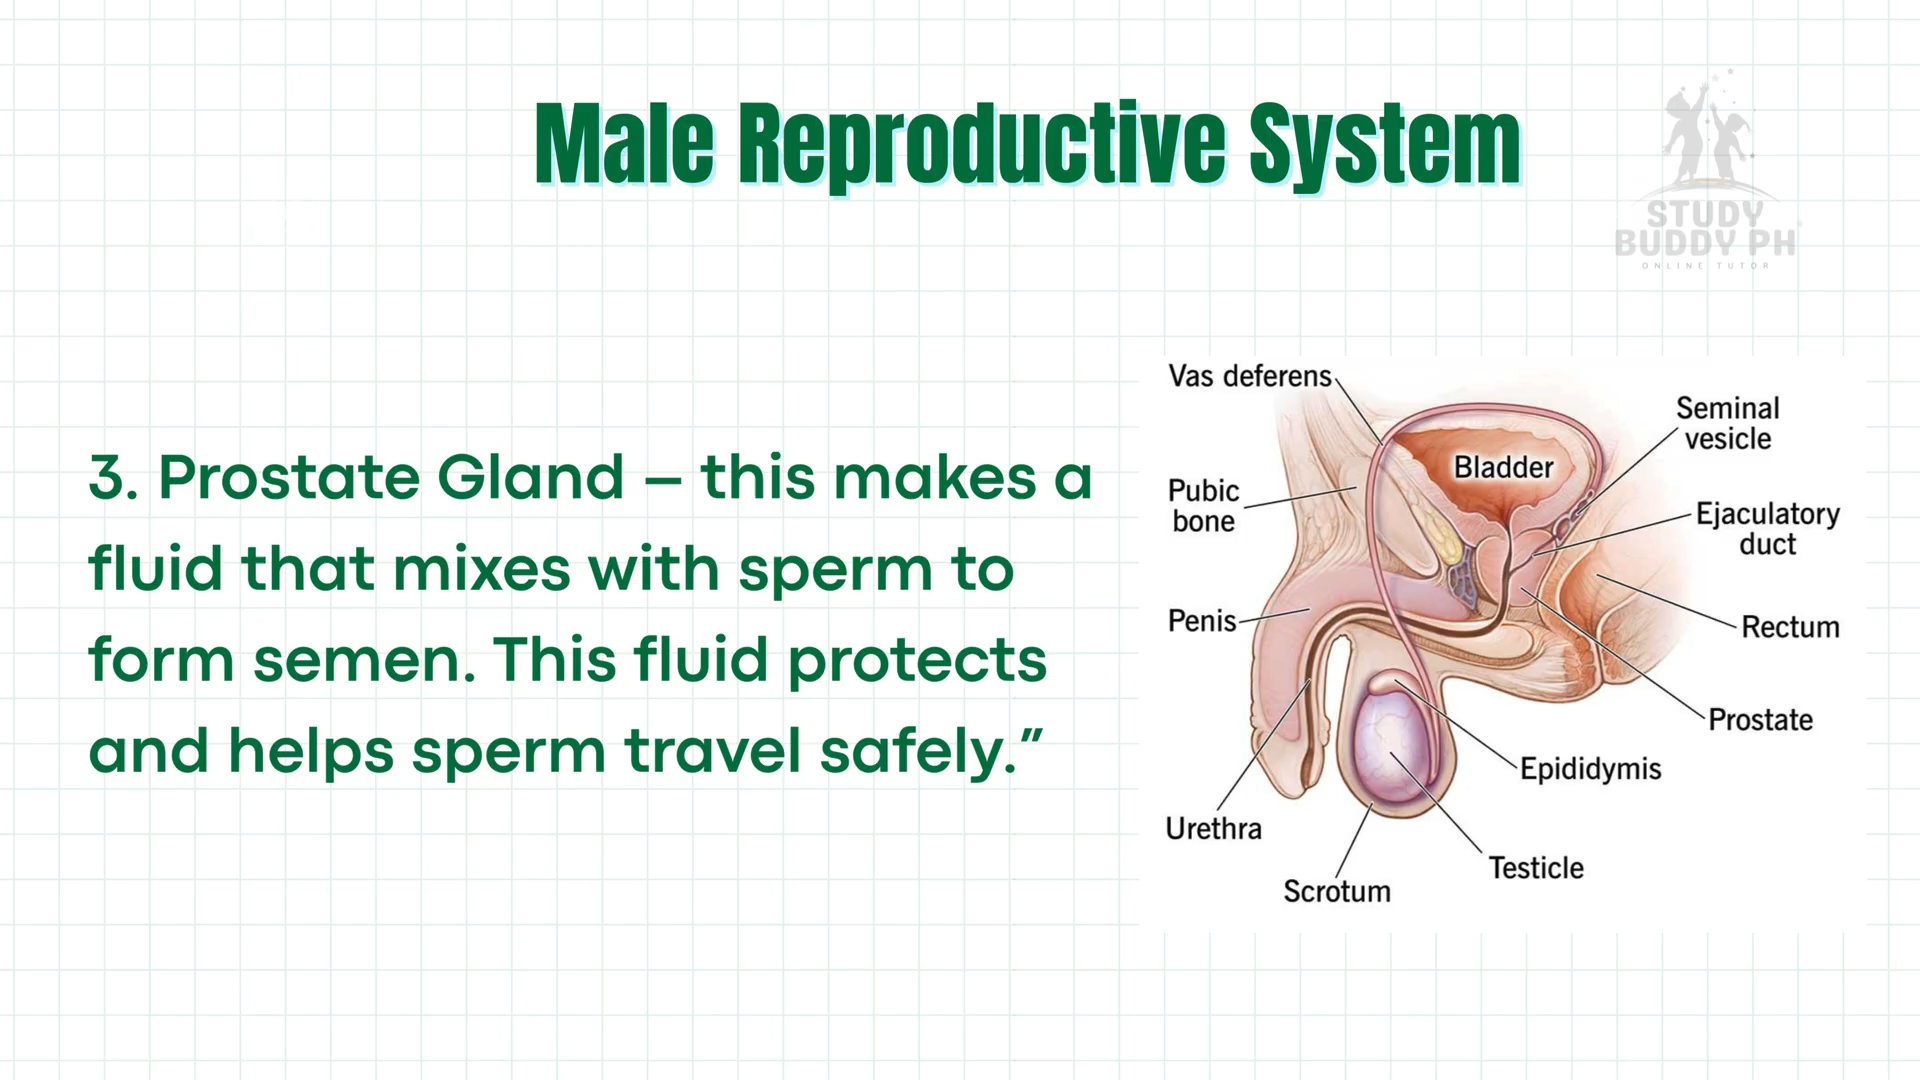 Male Reproductive System
STUDY
BUDDY PH
ONLINE TUTOR
3. Prostate Gland – this makes a
fluid that mixes with sperm to
form semen. This fluid protects
and helps sperm travel safely.”
Vas deferens
Seminal
vesicle
Bladder
Pubic
bone
Ejaculatory
duct
Penis
Rectum
Prostate
Epididymis
Urethra
Testicle
Scrotum